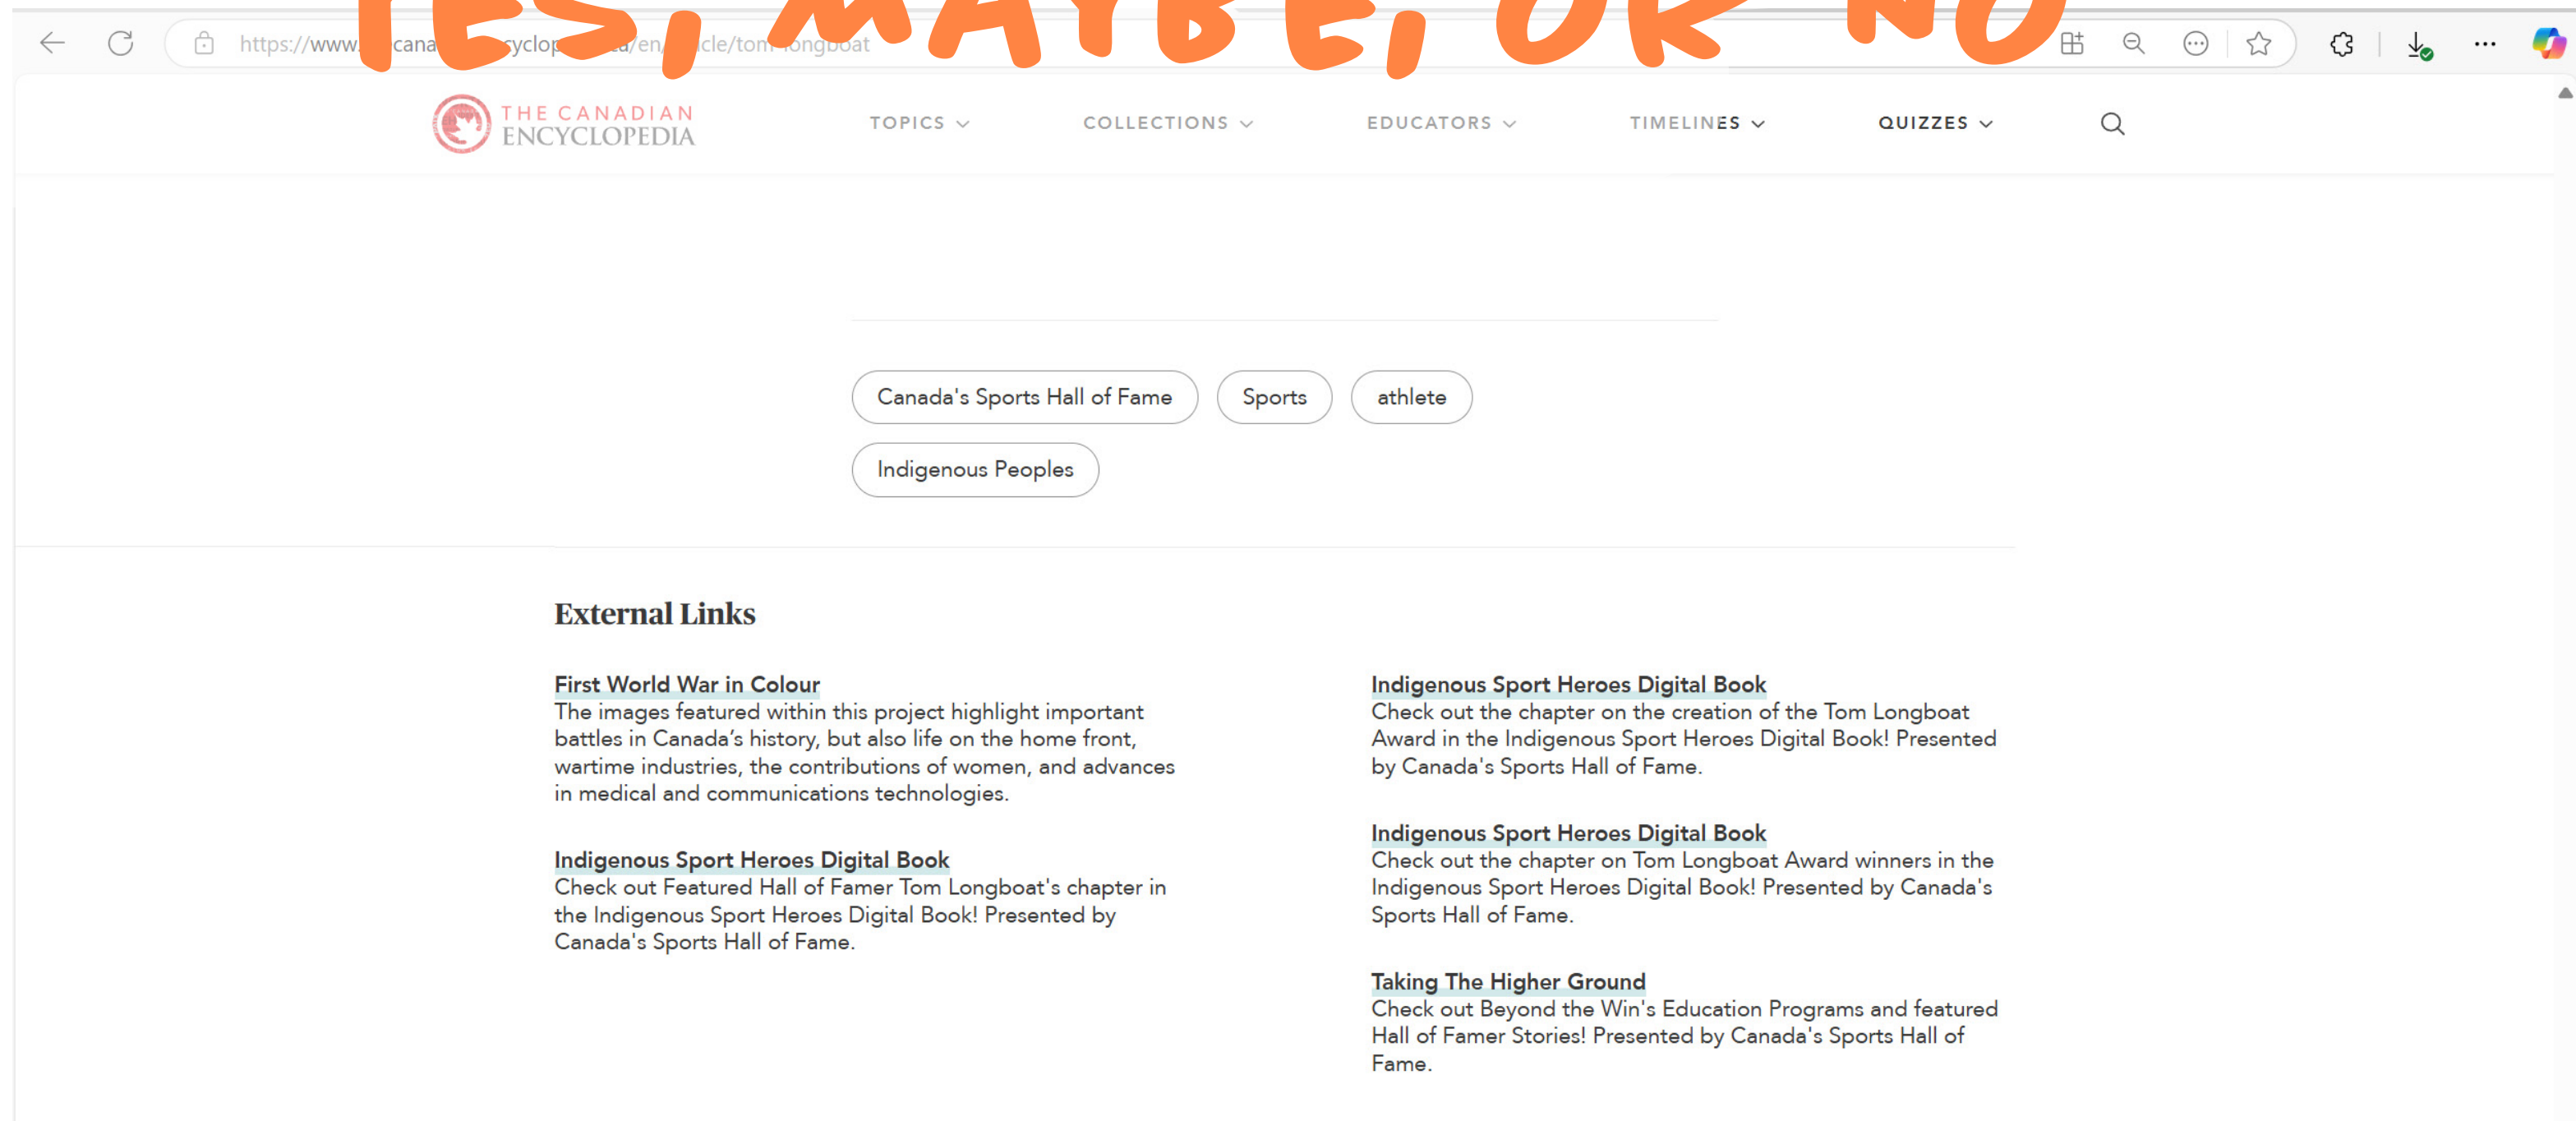 YES, MAYBE, OR NO
https://www. cana en tom longboat
THE CANADIAN
ENCYCLOPEDIA
TOPICS
COLLECTIONS
EDUCATORS
TIMELINES
QUIZZES
Canada's Sports Hall of Fame
Sports
athlete
Indigenous Peoples
External Links
First World War in Colour
The images featured within this project highlight important
battles in Canada’s history, but also life on the home front,
wartime industries, the contributions of women, and advances
in medical and communications technologies.
Indigenous Sport Heroes Digital Book
Check out Featured Hall of Famer Tom Longboat's chapter in
the Indigenous Sport Heroes Digital Book! Presented by
Canada's Sports Hall of Fame.
Indigenous Sport Heroes Digital Book
Check out the chapter on the creation of the Tom Longboat
Award in the Indigenous Sport Heroes Digital Book! Presented
by Canada's Sports Hall of Fame.
Indigenous Sport Heroes Digital Book
Check out the chapter on Tom Longboat Award winners in the
Indigenous Sport Heroes Digital Book! Presented by Canada's
Sports Hall of Fame.
Taking The Higher Ground
Check out Beyond the Win's Education Programs and featured
Hall of Famer Stories! Presented by Canada's Sports Hall of
Fame.